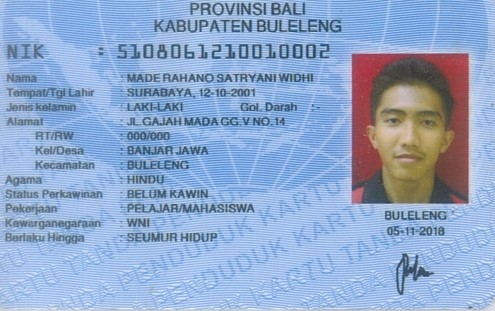 PROVINSI BALI
KABUPATEN BULELENG
NIK : 5108061210010002
Nama : MADE RAHANO SATRYANI WIDHI
Tempat/Tgl Lahir : SURABAYA, 12-10-2001
Jenis kelamin : LAKI-LAKI Gol. Darah : -
Alamat : JL. GAJAH MADA GG.V NO.14
RT/RW : 000/000
Kel/Desa : BANJAR JAWA
Kecamatan : BULELENG
Agama : HINDU
Status Perkawinan : BELUM KAWIN
Pekerjaan : PELAJAR/MAHASISWA
Kewarganegaraan : WNI
Berlaku Hingga : SEUMUR HIDUP
BULELENG :
05-11-2018
KARTU TANDA PENDUDUK